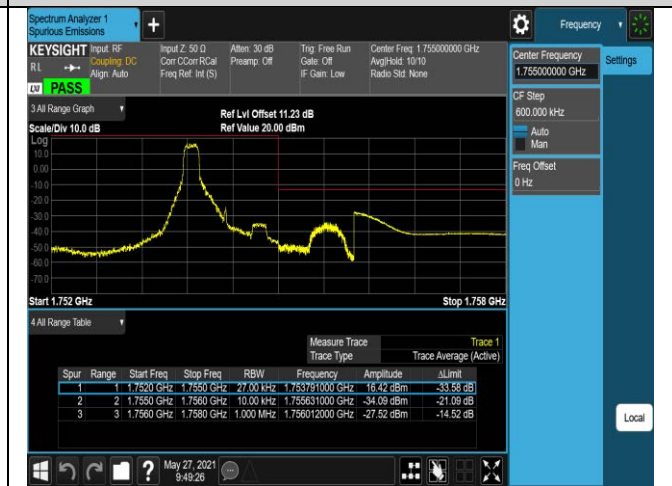 Spectrum Analyzer 1
Spurious Emissions
+
Frequency
KEYSIGHT
RL
Input: RF
Coupling: DC
Align: Auto
Input Z: 50 Ω
Corr CCorr RCal
Freq Ref: Int (S)
Atten: 30 dB
Preamp: Off
Trig: Free Run
Gate: Off
IF Gain: Low
Center Freq: 1.755000000 GHz
Avg|Hold: 10/10
Radio Std: None
PASS
3 All Range Graph
Scale/Div 10.0 dB
Ref Lvl Offset 11.23 dB
Ref Value 20.00 dBm
Log
10.0
0.00
-10.0
-20.0
-30.0
-40.0
-50.0
-60.0
-70.0
Start 1.752 GHz
Stop 1.758 GHz
4 All Range Table
Measure Trace Trace 1
Trace Type Trace Average (Active)
Spur Range Start Freq Stop Freq RBW Frequency Amplitude ΔLimit
1 1 1.7520 GHz 1.7550 GHz 27.00 kHz 1.753791000 GHz 16.42 dBm -33.58 dB
2 2 1.7550 GHz 1.7560 GHz 10.00 kHz 1.755631000 GHz -34.09 dBm -21.09 dB
3 3 1.7560 GHz 1.7580 GHz 1.000 MHz 1.756012000 GHz -27.52 dBm -14.52 dB
Center Frequency
1.755000000 GHz
Settings
CF Step
600.000 kHz
Auto
Man
Freq Offset
0 Hz
Local
?
May 27, 2021
9:49:26